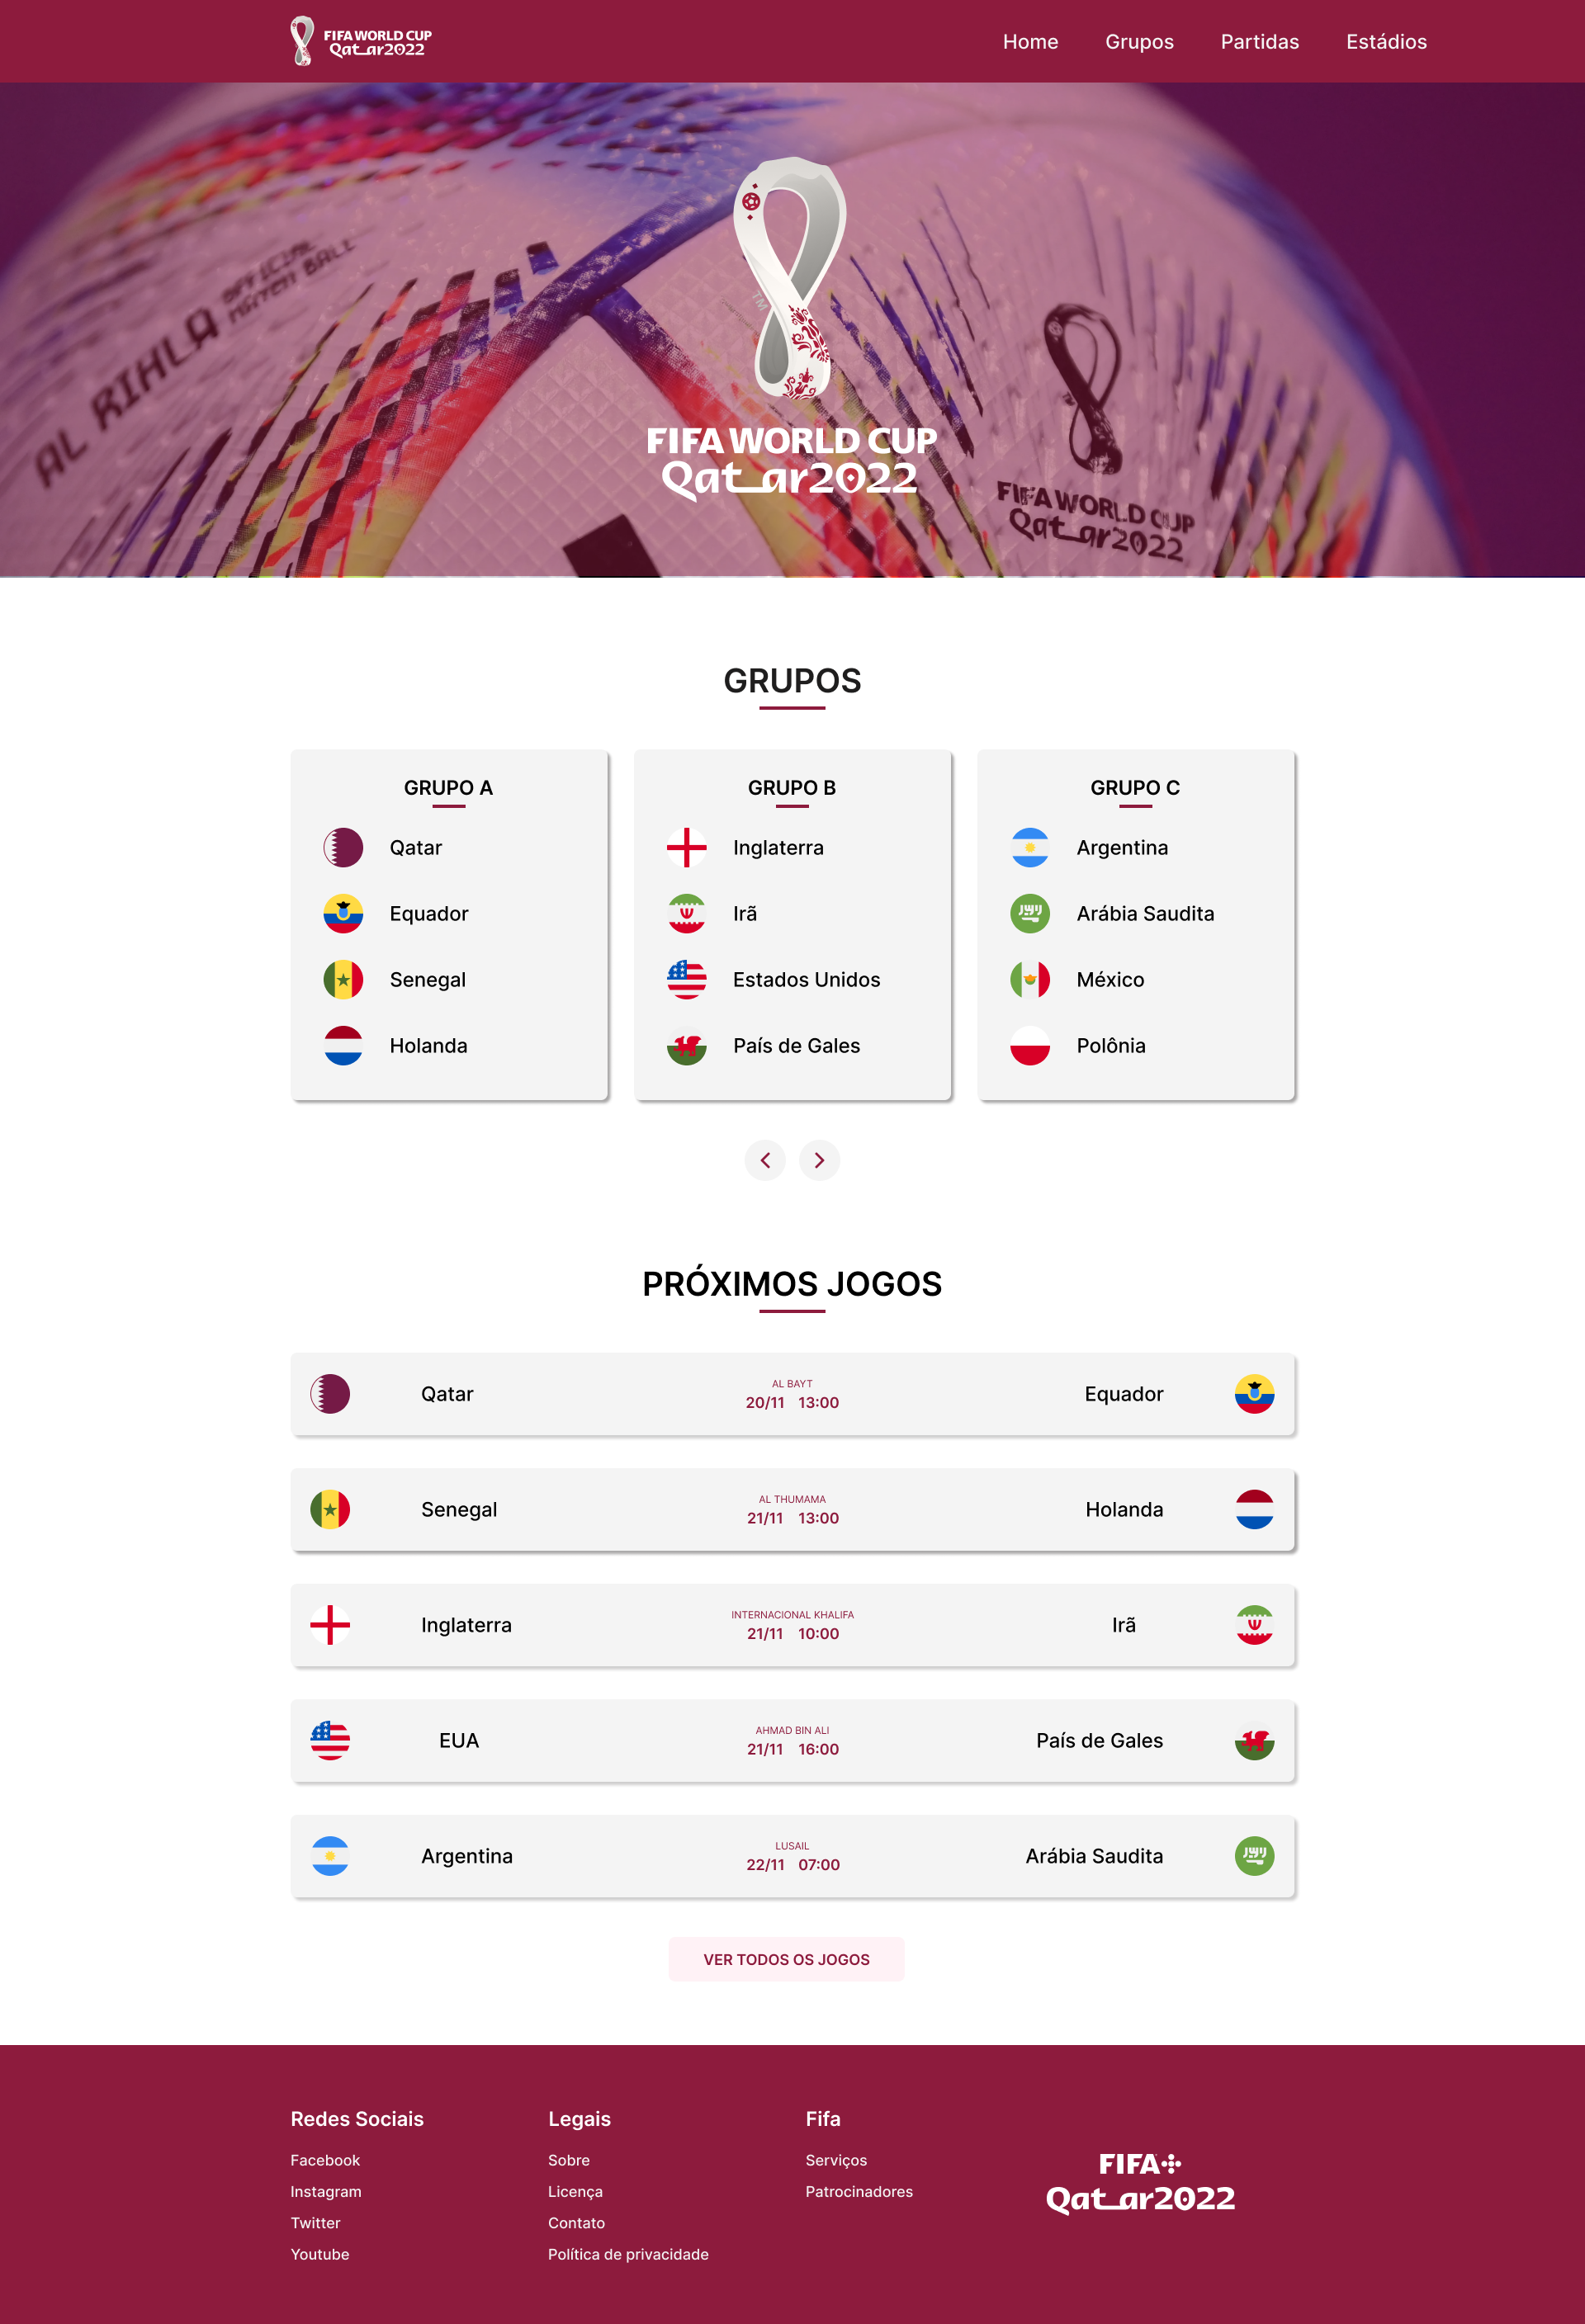 FIFA WORLD CUP
Qatar2022
Home Grupos Partidas Estádios
AL RIHLA
OFFICIAL
MATCH BALL
TM
FIFA WORLD CUP
Qatar2022
FIFA WORLD CUP
Qatar2022
GRUPOS
GRUPO A
Qatar
Equador
Senegal
Holanda
GRUPO B
Inglaterra
Irã
Estados Unidos
País de Gales
GRUPO C
Argentina
Arábia Saudita
México
Polônia
PRÓXIMOS JOGOS
Qatar
AL BAYT
20/11 13:00
Equador
Senegal
AL THUMAMA
21/11 13:00
Holanda
Inglaterra
INTERNACIONAL KHALIFA
21/11 10:00
Irã
EUA
AHMAD BIN ALI
21/11 16:00
País de Gales
Argentina
LUSAIL
22/11 07:00
Arábia Saudita
VER TODOS OS JOGOS
Redes Sociais
Facebook
Instagram
Twitter
Youtube
Legais
Sobre
Licença
Contato
Política de privacidade
Fifa
Serviços
Patrocinadores
FIFA+
Qatar2022